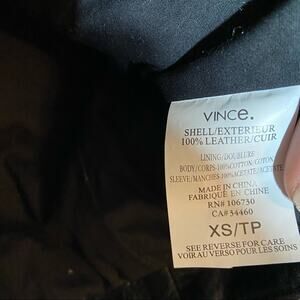 VINCE.
SHELL/EXTERIEUR
100% LEATHER/CUIR
LINING/DOUBLURE
BODY/CORPS-100%COTTON/COTON
SLEEVE/MANCHES-100%ACETATE/ACETATE
MADE IN CHINA
FABRIQUE EN CHINE
RN# 106730
CA#34460
XS/TP
SEE REVERSE FOR CARE
VOIR AU VERSO POUR LES SOINS